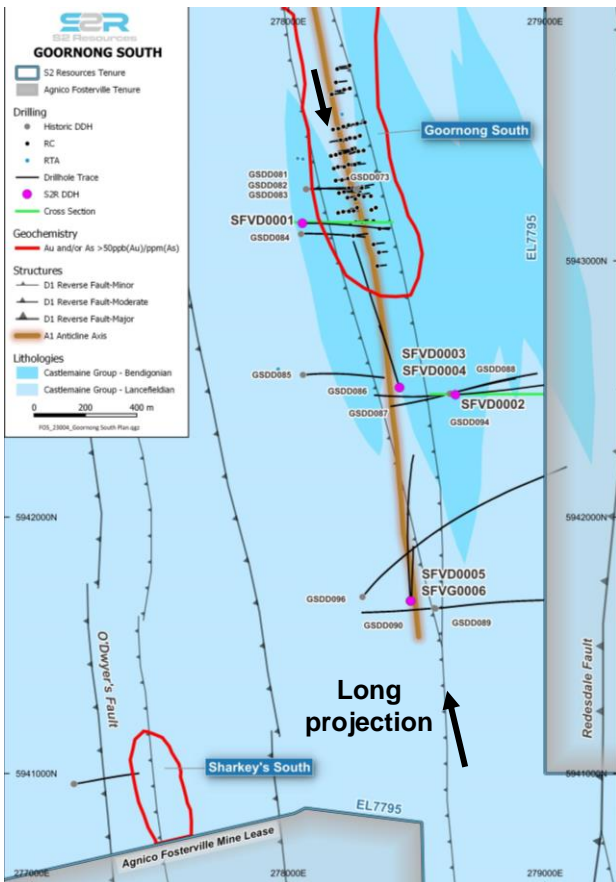 S2R
S2 Resources
GOORNONG SOUTH
S2 Resources Tenure
Agnico Fosterville Tenure
Drilling
Historic DDH
RC
RTA
Drillhole Trace
S2R DDH
Cross Section
Geochemistry
Au and/or As >50ppb(Au)/ppm(As)
Structures
D1 Reverse Fault-Minor
D1 Reverse Fault-Moderate
D1 Reverse Fault-Major
A1 Anticline Axis
Lithologies
Castlemaine Group - Bendigonian
Castlemaine Group - Lancefieldian
0 200 400 m
FOS_23004_Goornong South Plan.qgz
278000E
279000E
Goornong South
GSDD081
GSDD082
GSDD083
GSDD073
SFVD0001
GSDD084
EL7795
5943000N
SFVD0003
SFVD0004
GSDD088
GSDD085
GSDD086
SFVD0002
GSDD087
GSDD094
5942000N
5942000N
SFVD0005
SFVG0006
GSDD096
GSDD090
GSDD089
O'Dwyer's Fault
Redesdale Fault
Long
projection
Sharkey's South
5941000N
5941000N
EL7795
Agnico Fosterville Mine Lease
277000E
278000E
279000E